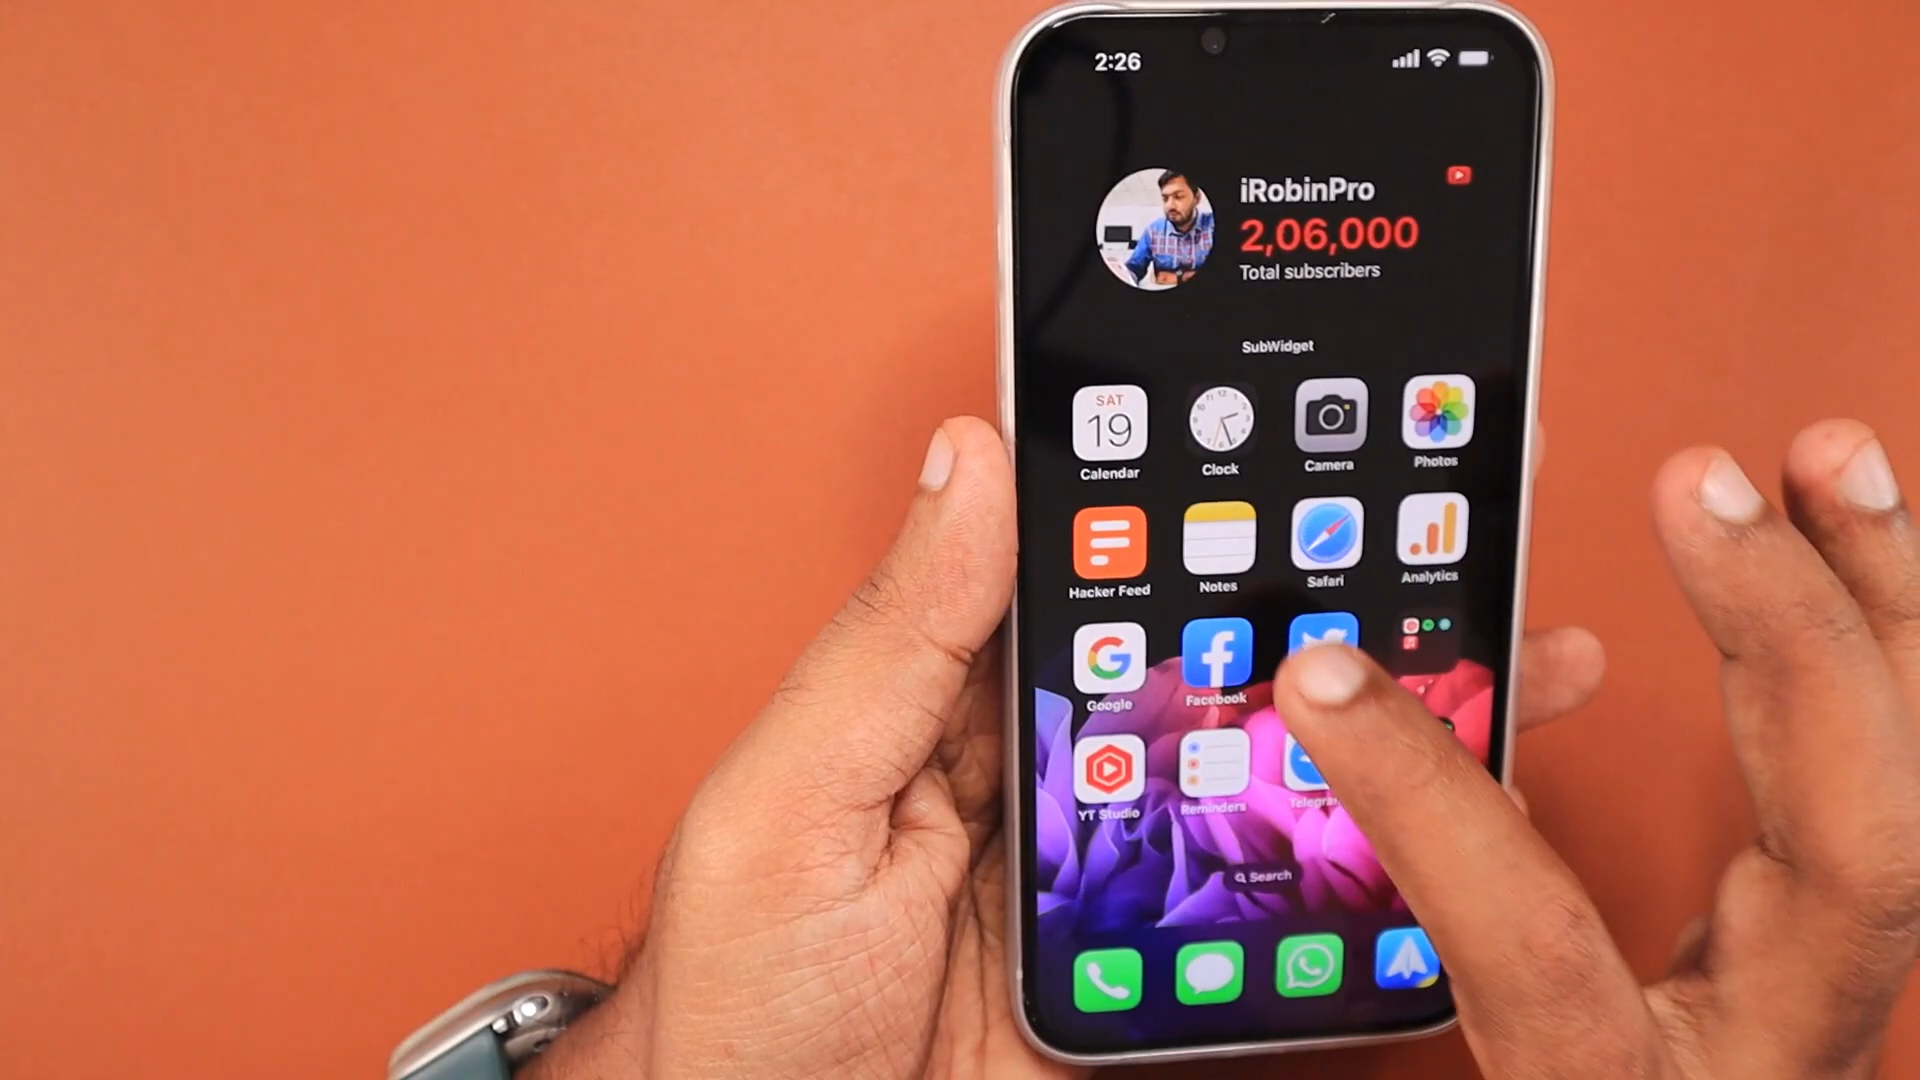 2:26
iRobinPro
2,06,000
Total subscribers
SubWidget
SAT
19
Calendar
Clock
Camera
Photos
Hacker Feed
Notes
Safari
Analytics
Google
Facebook
YT Studio
Reminders
Search